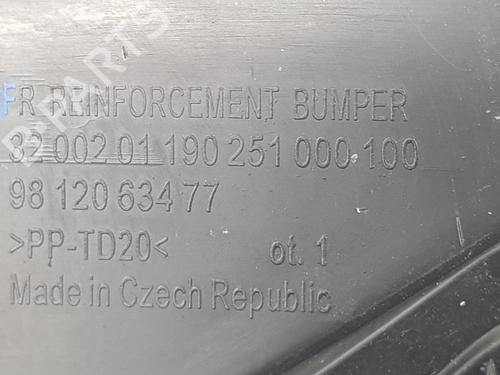 FR REINFORCEMENT BUMPER
32 002 01 190 251 000 100
98 120 634 77
>PP-TD20< ot. 1
Made in Czech Republic